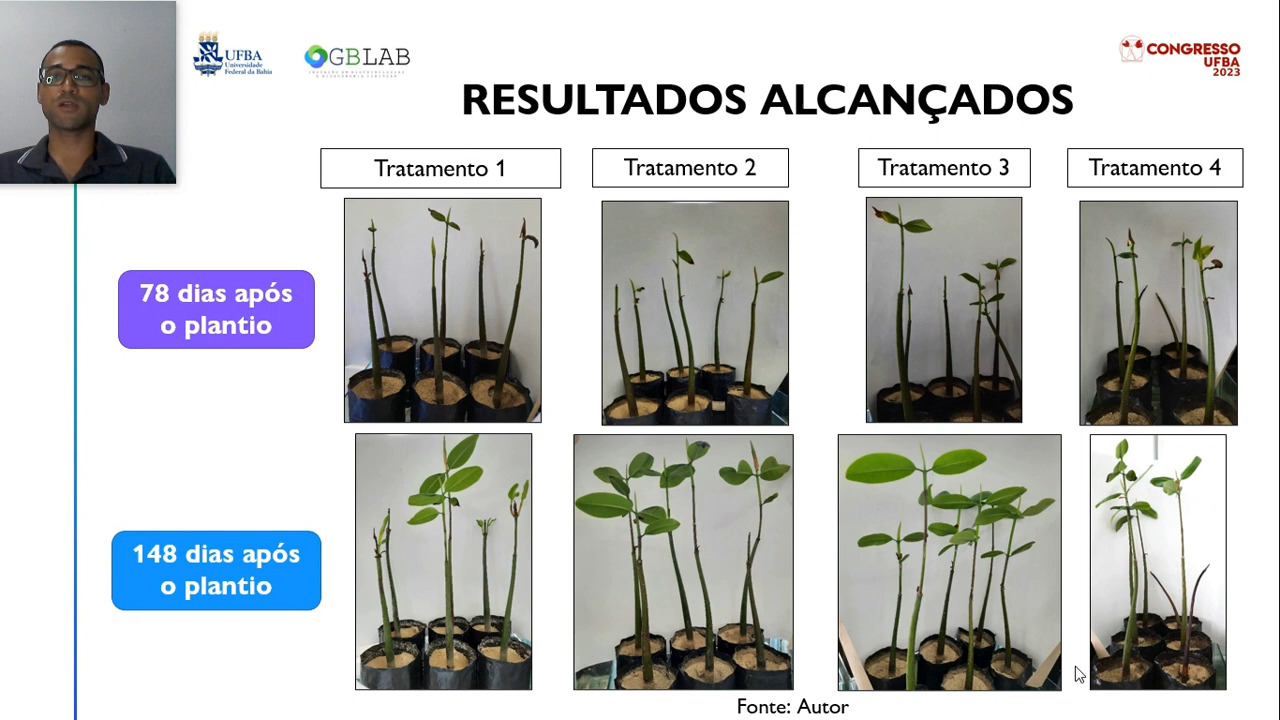 UFBA
Universidade
Federal da Bahia
GBLAB
CONGRESSO
UFBA
2023
RESULTADOS ALCANÇADOS
Tratamento 1
Tratamento 2
Tratamento 3
Tratamento 4
78 dias após
o plantio
148 dias após
o plantio
Fonte: Autor